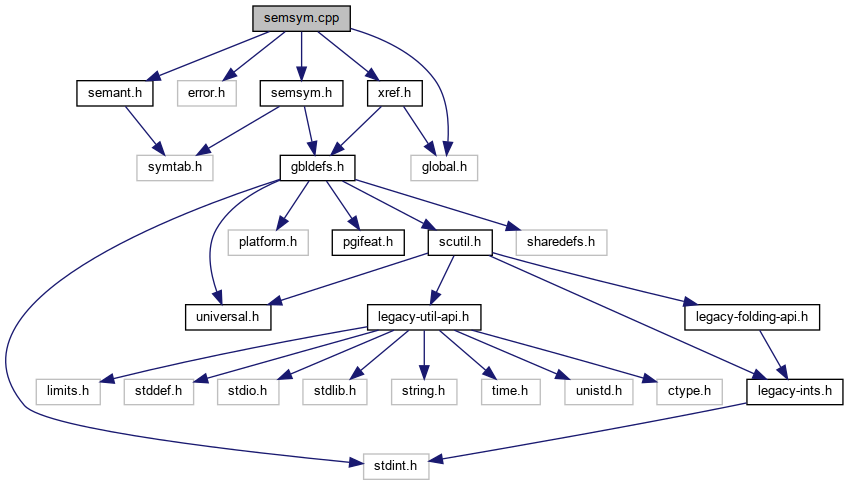 semsym.cpp
semant.h
error.h
semsym.h
xref.h
symtab.h
gbldefs.h
global.h
platform.h
pgifeat.h
scutil.h
sharedefs.h
universal.h
legacy-util-api.h
legacy-folding-api.h
limits.h
stddef.h
stdio.h
stdlib.h
string.h
time.h
unistd.h
ctype.h
legacy-ints.h
stdint.h